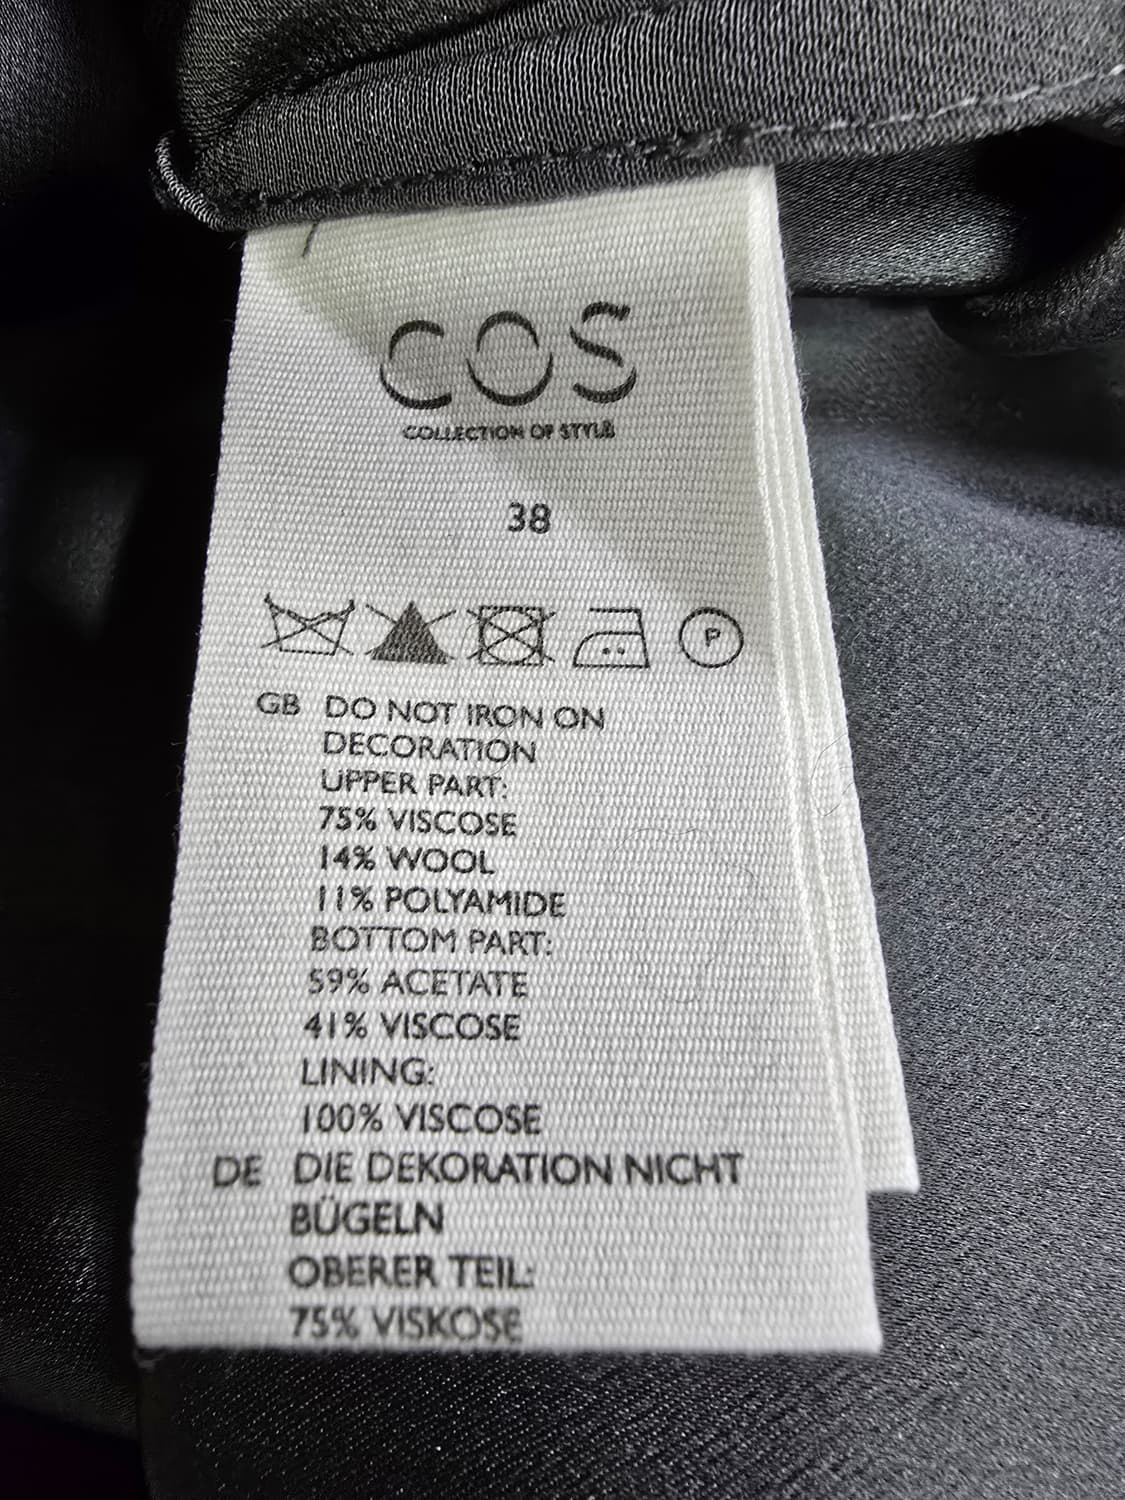 COS
COLLECTION OF STYLE
38
P
GB DO NOT IRON ON
DECORATION
UPPER PART:
75% VISCOSE
14% WOOL
11% POLYAMIDE
BOTTOM PART:
59% ACETATE
41% VISCOSE
LINING:
100% VISCOSE
DE DIE DEKORATION NICHT
BÜGELN
OBERER TEIL:
75% VISKOSE